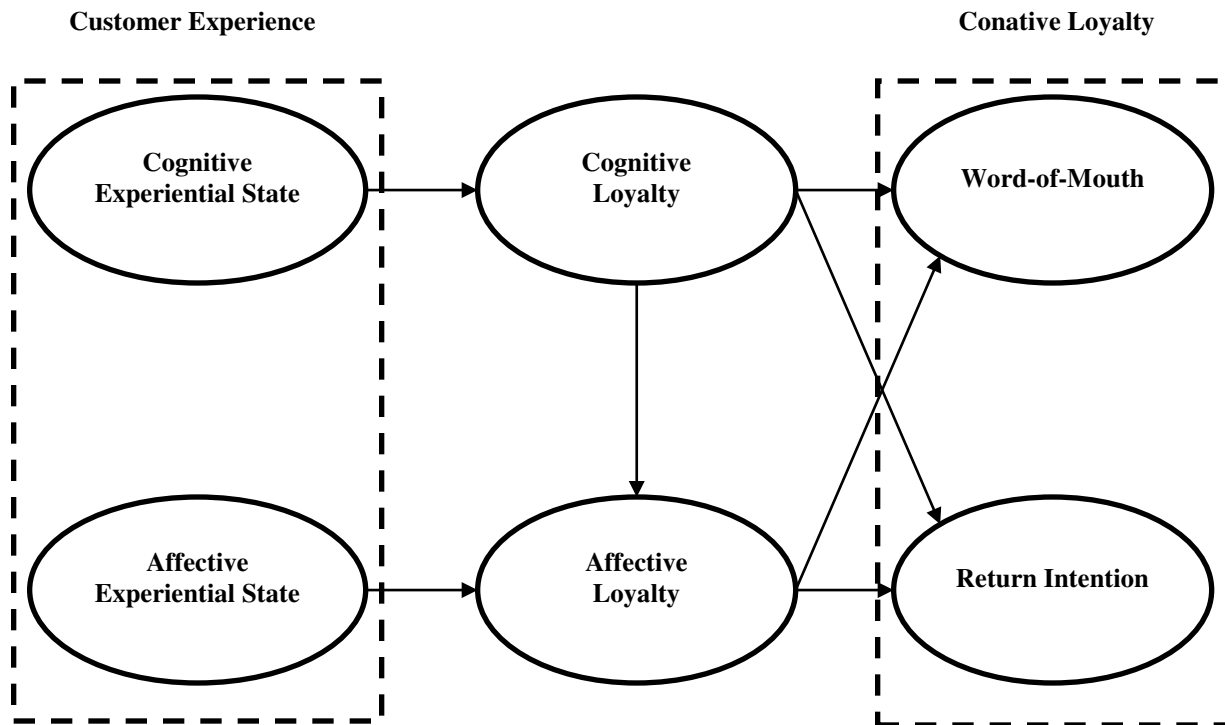 Customer Experience
Conative Loyalty
Cognitive
Experiential State
Cognitive
Loyalty
Word-of-Mouth
Affective
Experiential State
Affective
Loyalty
Return Intention